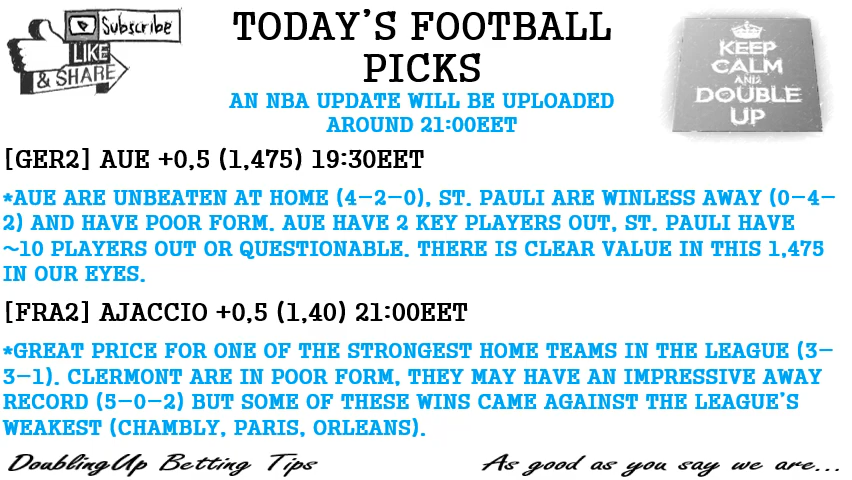 Subscribe
LIKE
& SHARE
TODAY'S FOOTBALL
PICKS
KEEP
CALM
AND
DOUBLE
UP
AN NBA UPDATE WILL BE UPLOADED
AROUND 21:00EET
[GER2] AUE +0,5 (1,475) 19:30EET
*AUE ARE UNBEATEN AT HOME (4-2-0), ST. PAULI ARE WINLESS AWAY (0-4-
2) AND HAVE POOR FORM. AUE HAVE 2 KEY PLAYERS OUT, ST. PAULI HAVE
~10 PLAYERS OUT OR QUESTIONABLE. THERE IS CLEAR VALUE IN THIS 1,475
IN OUR EYES.
[FRA2] AJACCIO +0,5 (1,40) 21:00EET
*GREAT PRICE FOR ONE OF THE STRONGEST HOME TEAMS IN THE LEAGUE (3-
3-1). CLERMONT ARE IN POOR FORM, THEY MAY HAVE AN IMPRESSIVE AWAY
RECORD (5-0-2) BUT SOME OF THESE WINS CAME AGAINST THE LEAGUE'S
WEAKEST (CHAMBLY, PARIS, ORLEANS).
DoublingUp Betting Tips
As good as you say we are...